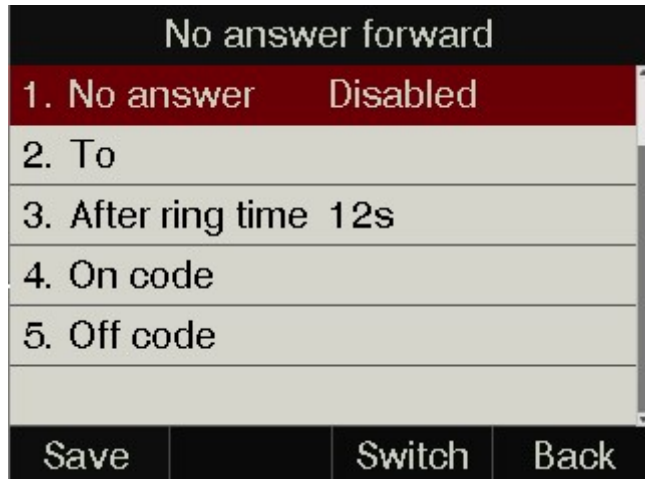 No answer forward
1. No answer Disabled
2. To
3. After ring time 12s
4. On code
5. Off code
Save Switch Back